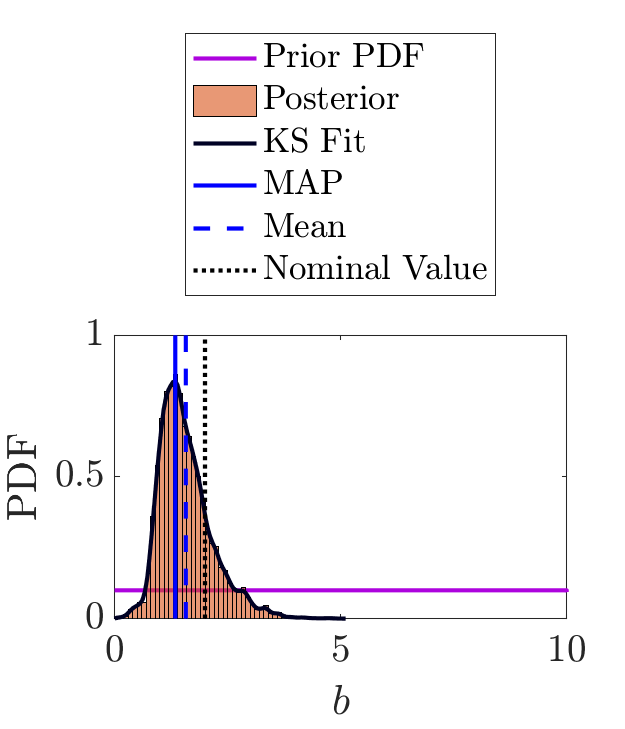 Prior PDF
Posterior
KS Fit
MAP
Mean
Nominal Value
1
0.5
0
PDF
0 5 10
b